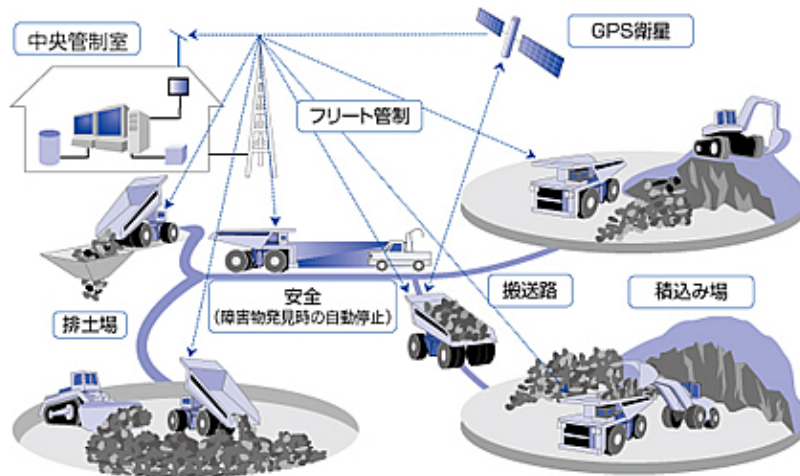 中央管制室
GPS衛星
フリート管制
安全
(障害物発見時の自動停止)
搬送路
積込み場
排土場